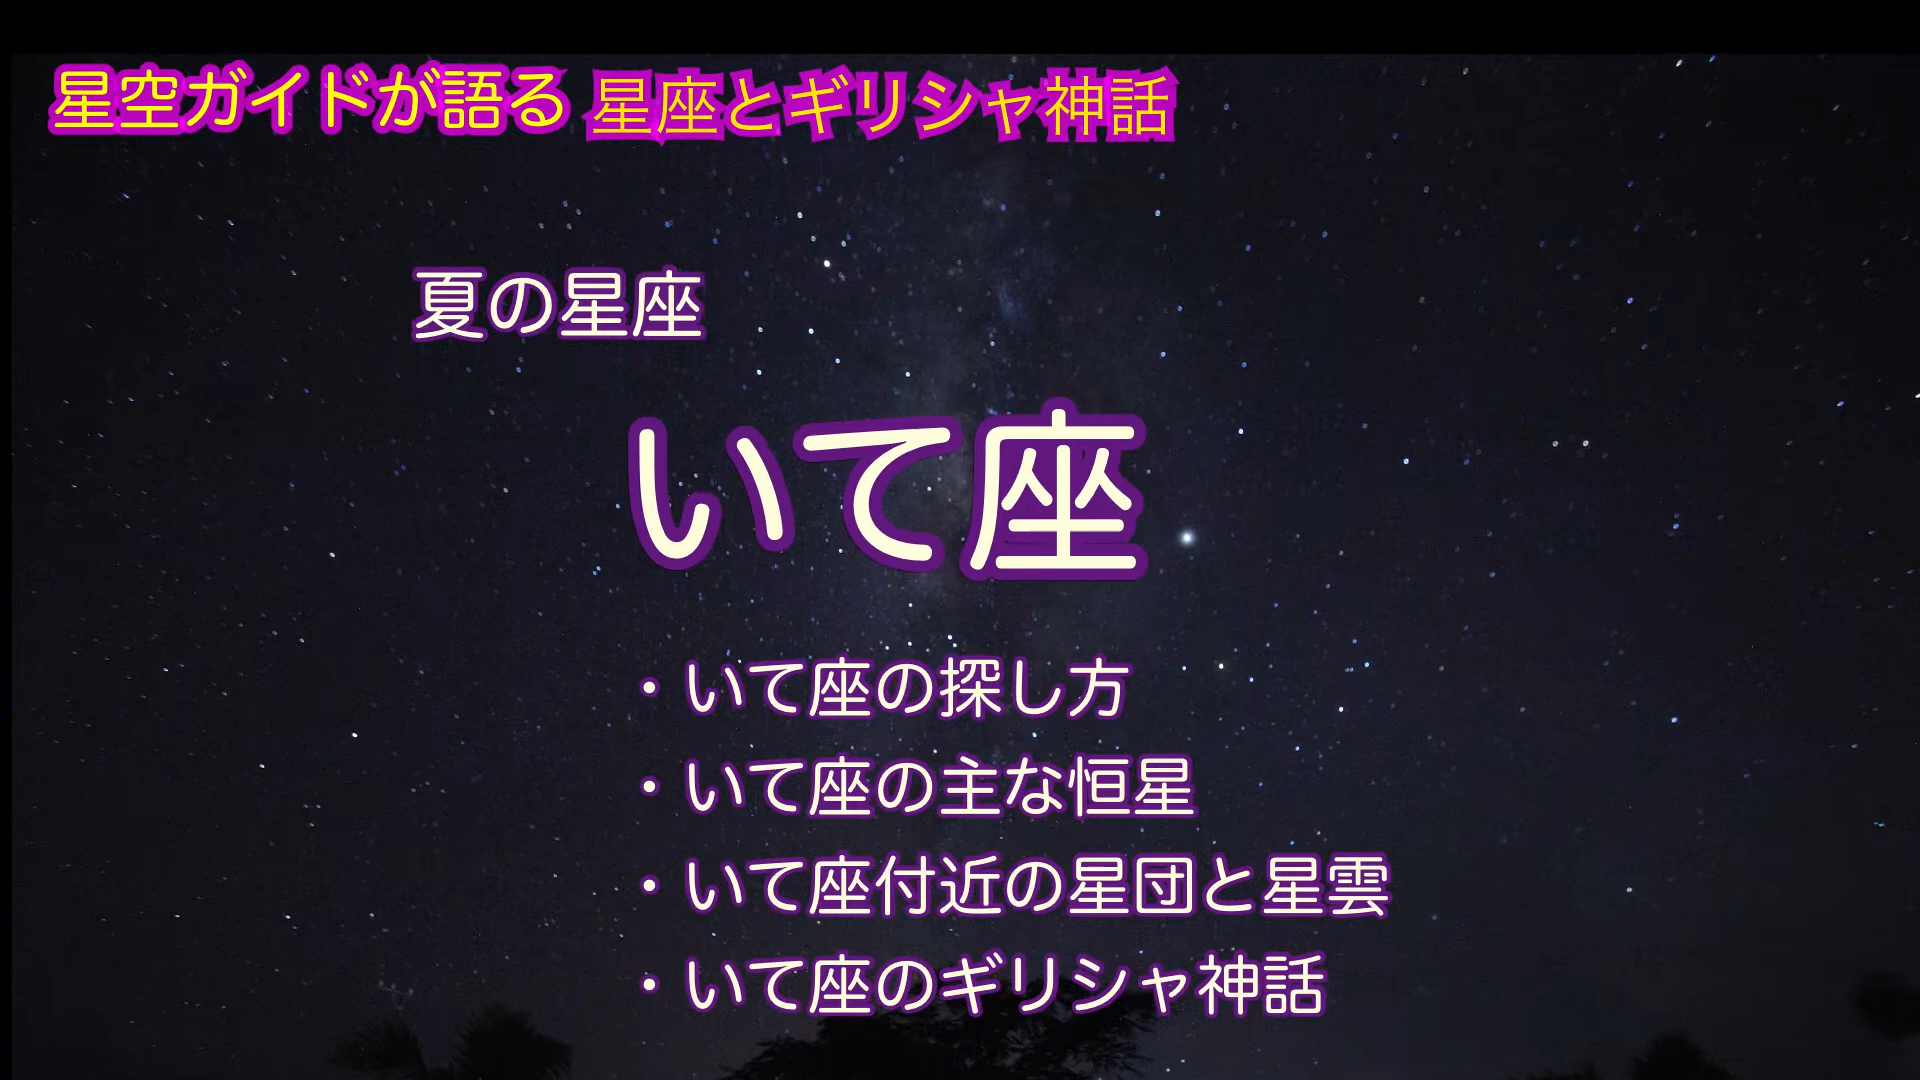 星空ガイドが語る 星座とギリシャ神話
夏の星座
いて座
・いて座の探し方
・いて座の主な恒星
・いて座付近の星団と星雲
・いて座のギリシャ神話